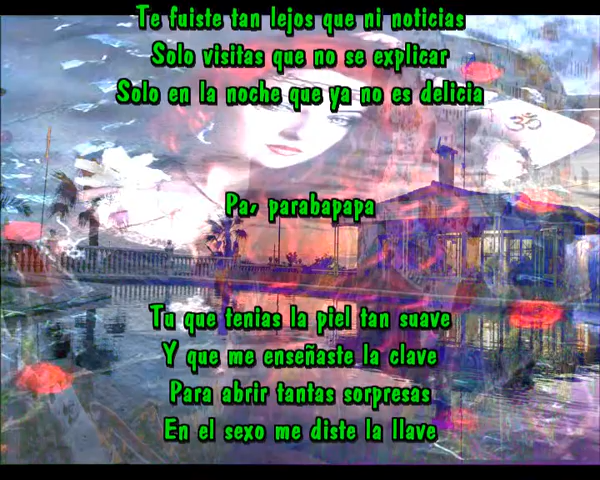 Te fuiste tan lejos que ni noticias
Solo visitas que no se explicar
Solo en la noche que ya no es delicia
Pa, parabapapa
Tu que tenias la piel tan suave
Y que me enseñaste la clave
Para abrir tantas sorpresas
En el sexo me diste la llave
ॐ